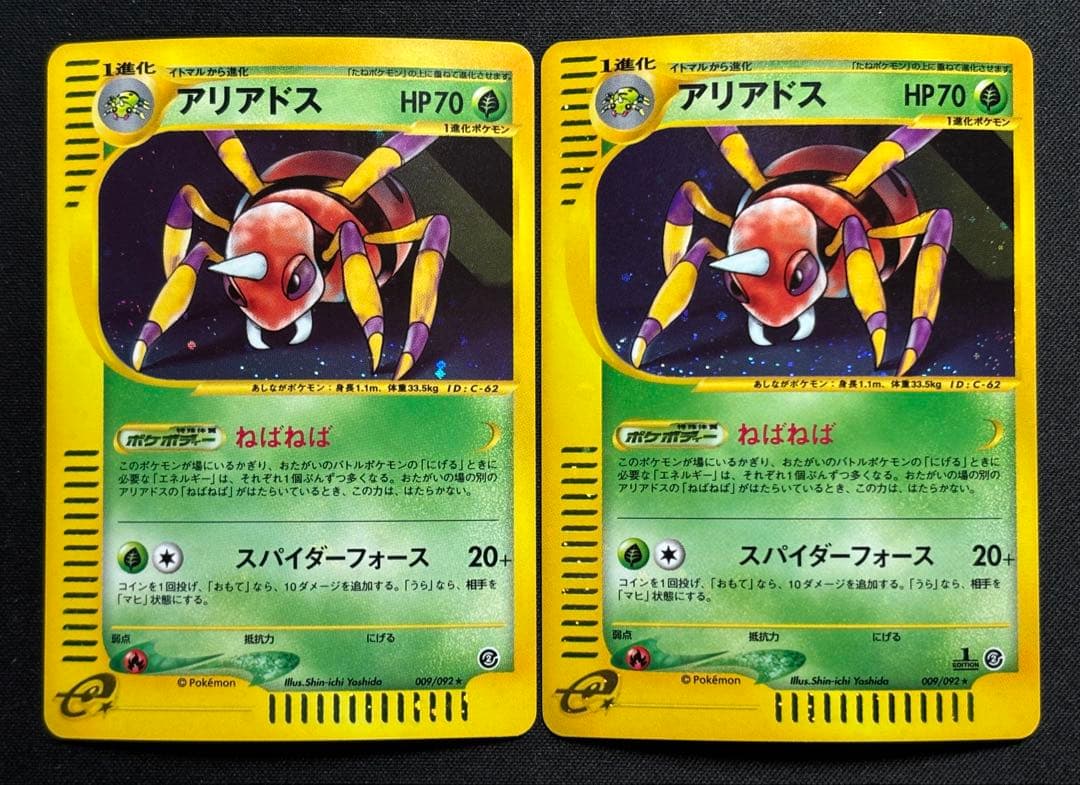 1進化
イトマルから進化
「たねポケモン」の上に重ねて進化させます。
アリアドス
HP70
1進化ポケモン
あしながポケモン：身長1.1m、体重33.5kg ID:C-62
特殊体質
ポケボディー
ねばねば
このポケモンが場にいるかぎり、おたがいのバトルポケモンの「にげる」ときに
必要な「エネルギー」は、それぞれ1個ぶんずつ多くなる。おたがいの場の別の
アリアドスの「ねばねば」がはたらいているとき、この力は、はたらかない。
スパイダーフォース 20+
コインを1回投げ、「おもて」なら、10ダメージを追加する。「うら」なら、相手を
「マヒ」状態にする。
弱点 抵抗力 にげる
©Pokémon Illus.Shin-ichi Yoshida 009/092★
1進化
イトマルから進化
「たねポケモン」の上に重ねて進化させます。
アリアドス
HP70
1進化ポケモン
あしながポケモン：身長1.1m、体重33.5kg ID:C-62
特殊体質
ポケボディー
ねばねば
このポケモンが場にいるかぎり、おたがいのバトルポケモンの「にげる」ときに
必要な「エネルギー」は、それぞれ1個ぶんずつ多くなる。おたがいの場の別の
アリアドスの「ねばねば」がはたらいているとき、この力は、はたらかない。
スパイダーフォース 20+
コインを1回投げ、「おもて」なら、10ダメージを追加する。「うら」なら、相手を
「マヒ」状態にする。
弱点 抵抗力 にげる
1
EDITION
©Pokémon Illus.Shin-ichi Yoshida 009/092★